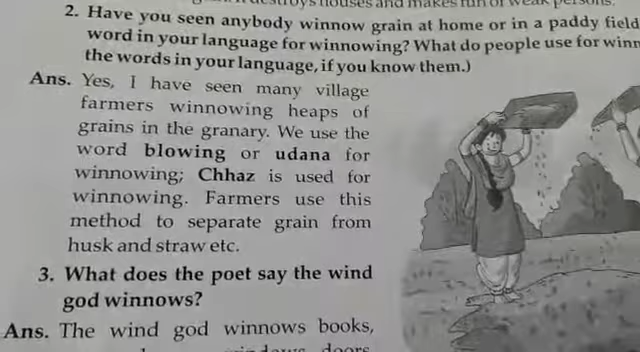 destroys houses and makes fun of weak persons.
2. Have you seen anybody winnow grain at home or in a paddy field
word in your language for winnowing? What do people use for
the words in your language, if you know them.)
Ans. Yes, I have seen many village
farmers winnowing heaps of
grains in the granary. We use the
word blowing or udana for
winnowing; Chhaz is used for
winnowing. Farmers use this
method to separate grain from
husk and straw etc.
3. What does the poet say the wind
god winnows?
Ans. The wind god winnows books,
doors